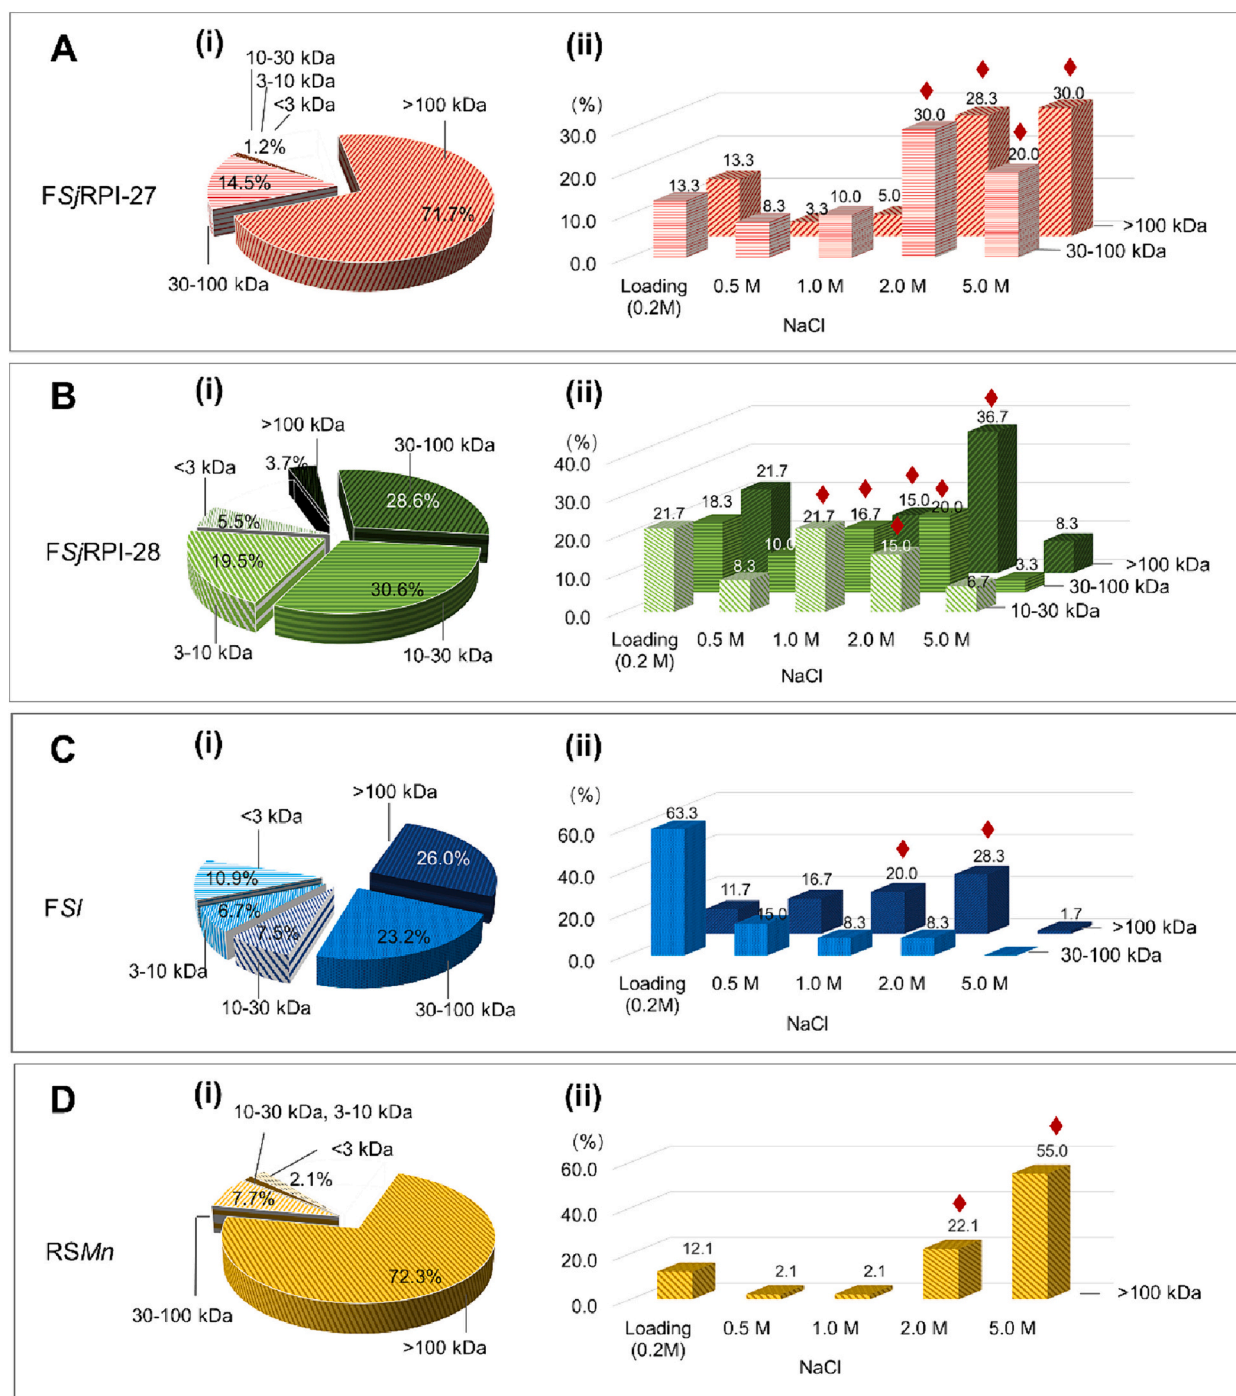 A
(i)
(ii)
10-30 kDa
3-10 kDa
<3 kDa
>100 kDa
1.2%
14.5%
71.7%
FSjRPI-27
30-100 kDa
(%)
30.0
20.0
10.0
0.0
13.3
13.3
8.3
3.3
10.0
5.0
30.0
28.3
20.0
30.0
>100 kDa
30-100 kDa
Loading
(0.2M)
0.5 M
1.0 M
2.0 M
5.0 M
NaCl
B
(i)
(ii)
>100 kDa
30-100 kDa
<3 kDa
3.7%
28.6%
5.5%
19.5%
30.6%
FSjRPI-28
3-10 kDa
10-30 kDa
(%)
40.0
30.0
20.0
10.0
0.0
21.7
18.3
21.7
8.3
10.0
21.7
16.7
15.0
15.0
20.0
36.7
6.7
3.3
8.3
>100 kDa
30-100 kDa
10-30 kDa
Loading
(0.2 M)
0.5 M
1.0 M
2.0 M
5.0 M
NaCl
C
(i)
(ii)
>100 kDa
<3 kDa
26.0%
10.9%
6.7%
7.5%
23.2%
FSl
3-10 kDa
10-30 kDa
30-100 kDa
(%)
60.0
40.0
20.0
0.0
63.3
11.7
15.0
16.7
8.3
20.0
8.3
28.3
1.7
>100 kDa
30-100 kDa
Loading
(0.2M)
0.5 M
1.0 M
2.0 M
5.0 M
NaCl
D
(i)
(ii)
10-30 kDa, 3-10 kDa
<3 kDa
2.1%
7.7%
72.3%
RSMn
30-100 kDa
>100 kDa
(%)
60.0
40.0
20.0
0.0
12.1
2.1
2.1
22.1
55.0
>100 kDa
Loading
(0.2M)
0.5 M
1.0 M
2.0 M
5.0 M
NaCl